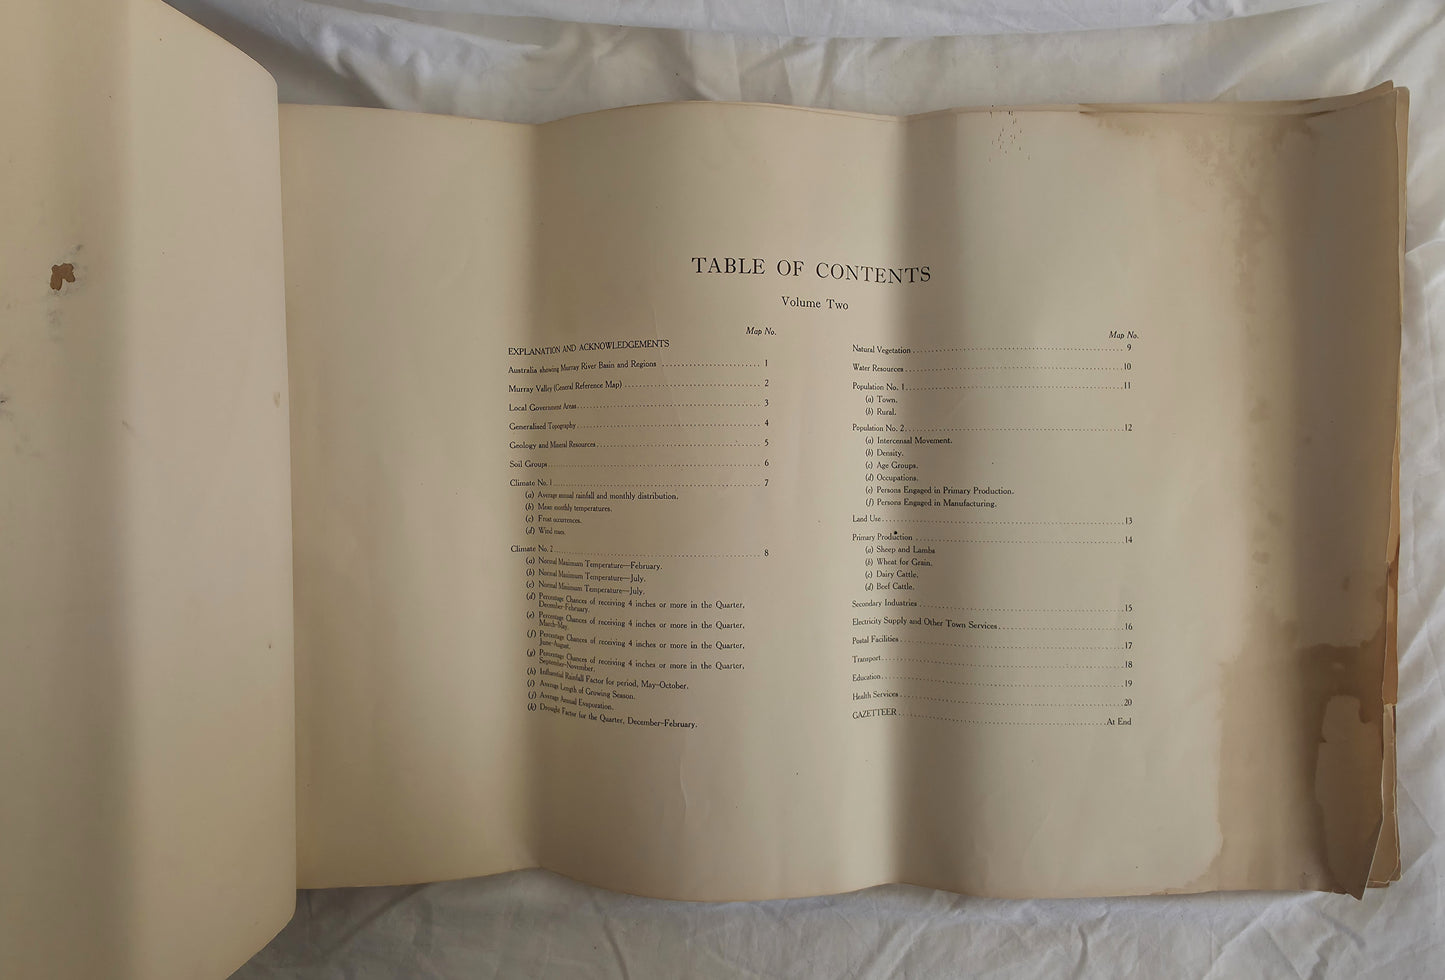 TABLE OF CONTENTS
Volume Two
Map No.
EXPLANATION AND ACKNOWLEDGEMENTS
Australia showing Murray River Basin and Regions 1
Murray Valley (General Reference Map) 2
Local Government Areas 3
Generalised Topography 4
Geology and Mineral Resources 5
Soil Groups 6
Climate No. 1 7
(a) Average annual rainfall and monthly distribution.
(b) Mean monthly temperatures.
(c) Frost occurrences.
(d) Wind roses.
Climate No. 2 8
(a) Normal Maximum Temperature—February.
(b) Normal Maximum Temperature—July.
(c) Normal Minimum Temperature—July.
(d) Percentage Chances of receiving 4 inches or more in the Quarter,
December-February.
(e) Percentage Chances of receiving 4 inches or more in the Quarter,
March-May.
(f) Percentage Chances of receiving 4 inches or more in the Quarter,
June-August.
(g) Percentage Chances of receiving 4 inches or more in the Quarter,
September-November.
(h) Influential Rainfall Factor for period, May-October.
(i) Average Length of Growing Season.
(j) Average Annual Evaporation.
(k) Drought Factor for the Quarter, December-February.
Map No.
Natural Vegetation 9
Water Resources 10
Population No. 1 11
(a) Town.
(b) Rural.
Population No. 2 12
(a) Intercensal Movement.
(b) Density.
(c) Age Groups.
(d) Occupations.
(e) Persons Engaged in Primary Production.
(f) Persons Engaged in Manufacturing.
Land Use 13
Primary Production 14
(a) Sheep and Lambs
(b) Wheat for Grain.
(c) Dairy Cattle.
(d) Beef Cattle.
Secondary Industries 15
Electricity Supply and Other Town Services 16
Postal Facilities 17
Transport 18
Education 19
Health Services 20
GAZETTEER At End